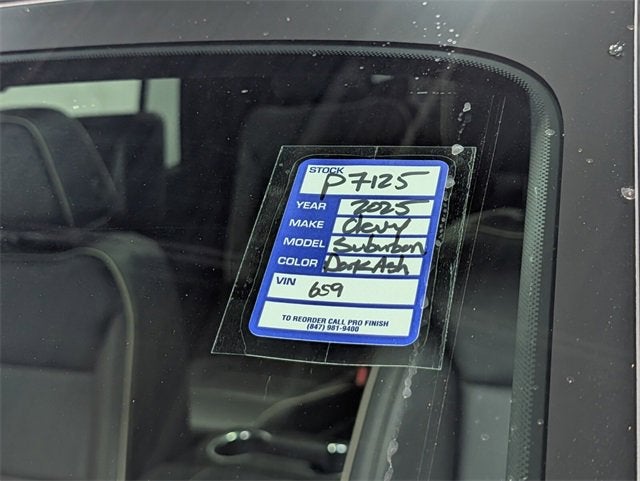 STOCK P7125
YEAR 2025
MAKE Chevy
MODEL Suburban
COLOR Dark Ash
VIN 659
TO REORDER CALL PRO FINISH
(847) 981-9400